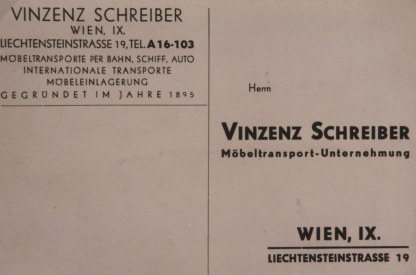 VINZENZ SCHREIBER
WIEN, IX.
LIECHTENSTEINSTRASSE 19, TEL. A16-103
MÖBELTRANSPORTE PER BAHN, SCHIFF, AUTO
INTERNATIONALE TRANSPORTE
MÖBELEINLAGERUNG
GEGRÜNDET IM JAHRE 1895
Herrn
VINZENZ SCHREIBER
Möbeltransport-Unternehmung
WIEN, IX.
LIECHTENSTEINSTRASSE 19